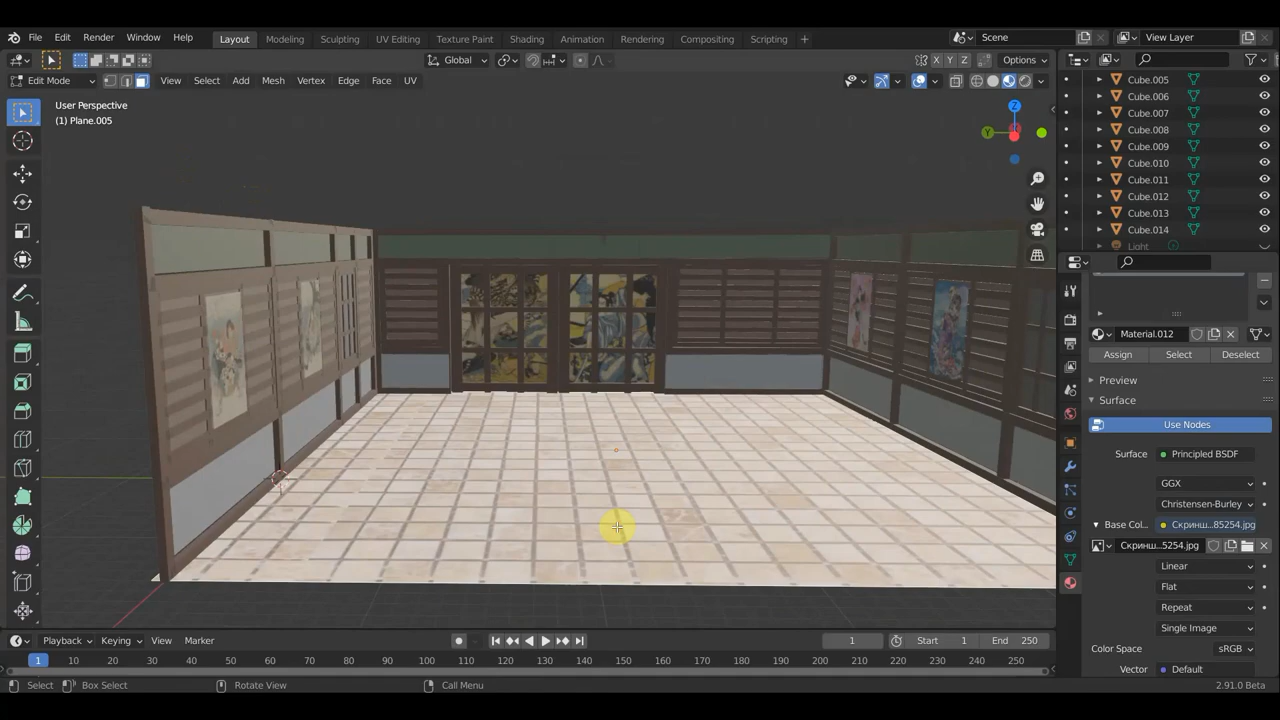 File Edit Render Window Help Layout Modeling Sculpting UV Editing Texture Paint Shading Animation Rendering Compositing Scripting + Scene View Layer
Global X Y Z Options
Edit Mode View Select Add Mesh Vertex Edge Face UV
User Perspective
(1) Plane.005
Z
Y
Cube.005
Cube.006
Cube.007
Cube.008
Cube.009
Cube.010
Cube.011
Cube.012
Cube.013
Cube.014
Light
Material.012
Assign Select Deselect
Preview
Surface
Use Nodes
Surface Principled BSDF
GGX
Christensen-Burley
Base Col... Скринш...85254.jpg
Скринш...5254.jpg
Linear
Flat
Repeat
Single Image
Color Space sRGB
Vector Default
Playback Keying View Marker 1 Start 1 End 250
1 10 20 30 40 50 60 70 80 90 100 110 120 130 140 150 160 170 180 190 200 210 220 230 240 250
Select Box Select Rotate View Call Menu 2.91.0 Beta